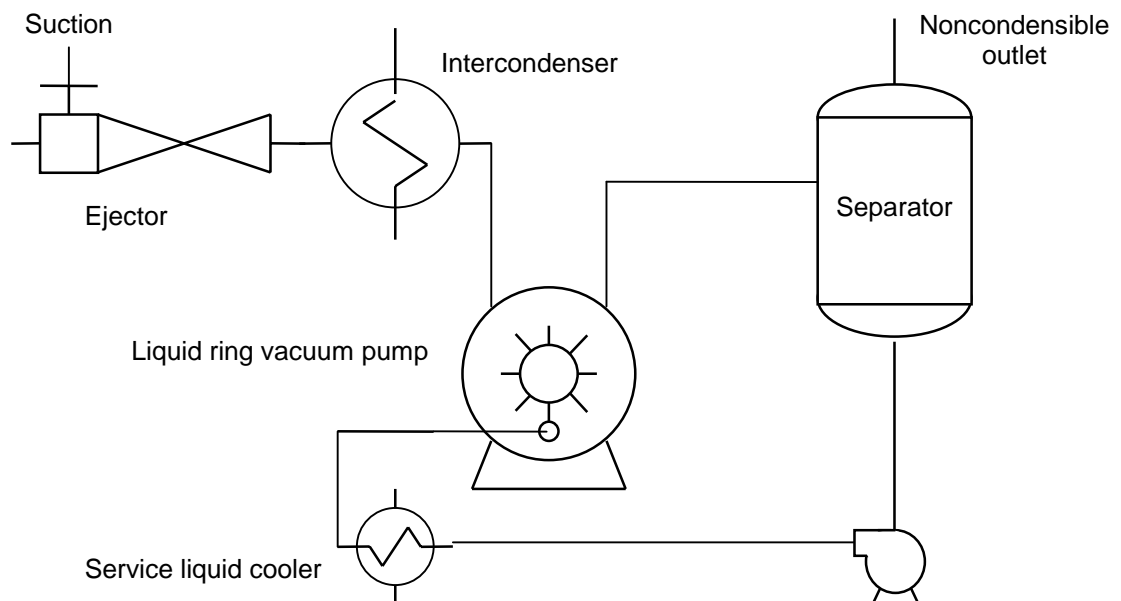 Suction
Noncondensible
outlet
Intercondenser
Separator
Ejector
Liquid ring vacuum pump
Service liquid cooler